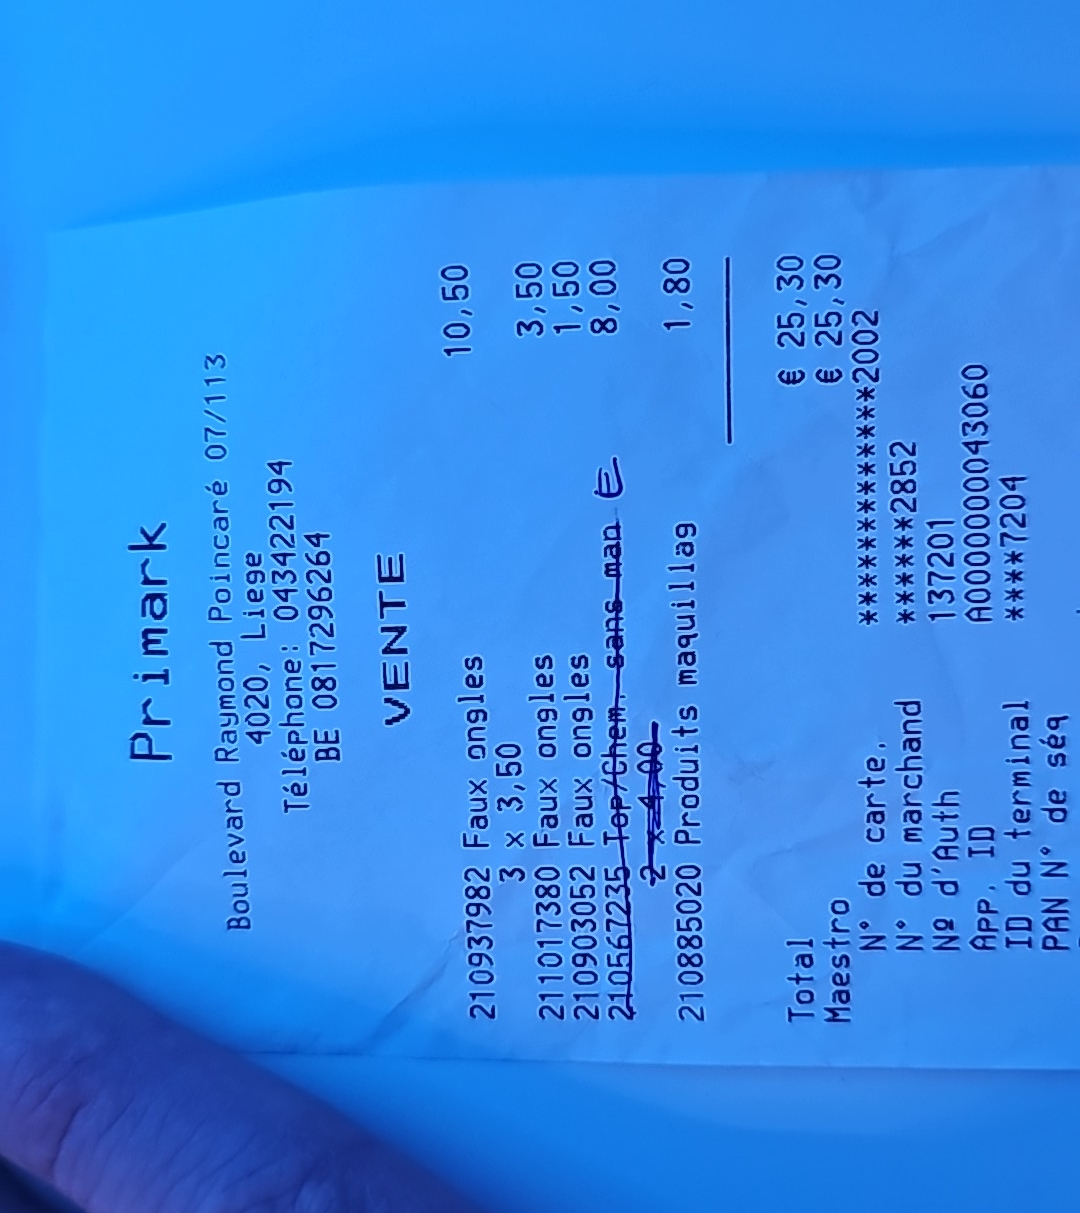 Primark
Boulevard Raymond Poincaré 07/113
4020, Liege
Téléphone: 043422194
BE 0817296264
VENTE
210937982 Faux ongles 10,50
3 x 3,50
211017380 Faux ongles 3,50
210903052 Faux ongles 1,50
210567235 Top/Chem. sans man E 8,00
2 x 4,00
210885020 Produits maquillag 1,80
Total € 25,30
Maestro € 25,30
N° de carte. ************2002
N° du marchand ******2852
Nº d'Auth 137201
App. ID A0000000043060
ID du terminal ****7204
PAN N° de séq